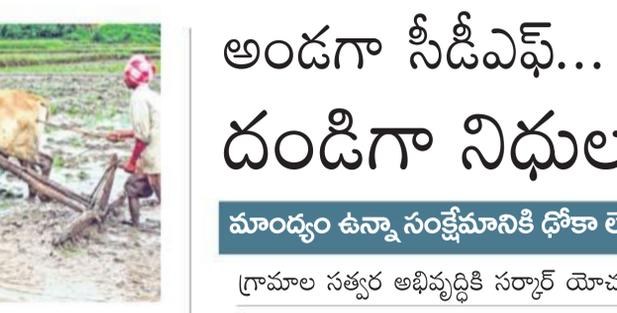 అండగా సీడీఎఫ్...
దండిగా నిధుల
మాంద్యం ఉన్నా సంక్షేమానికి ఢోకా
గ్రామాల సత్వర అభివృద్ధికి సర్కార్